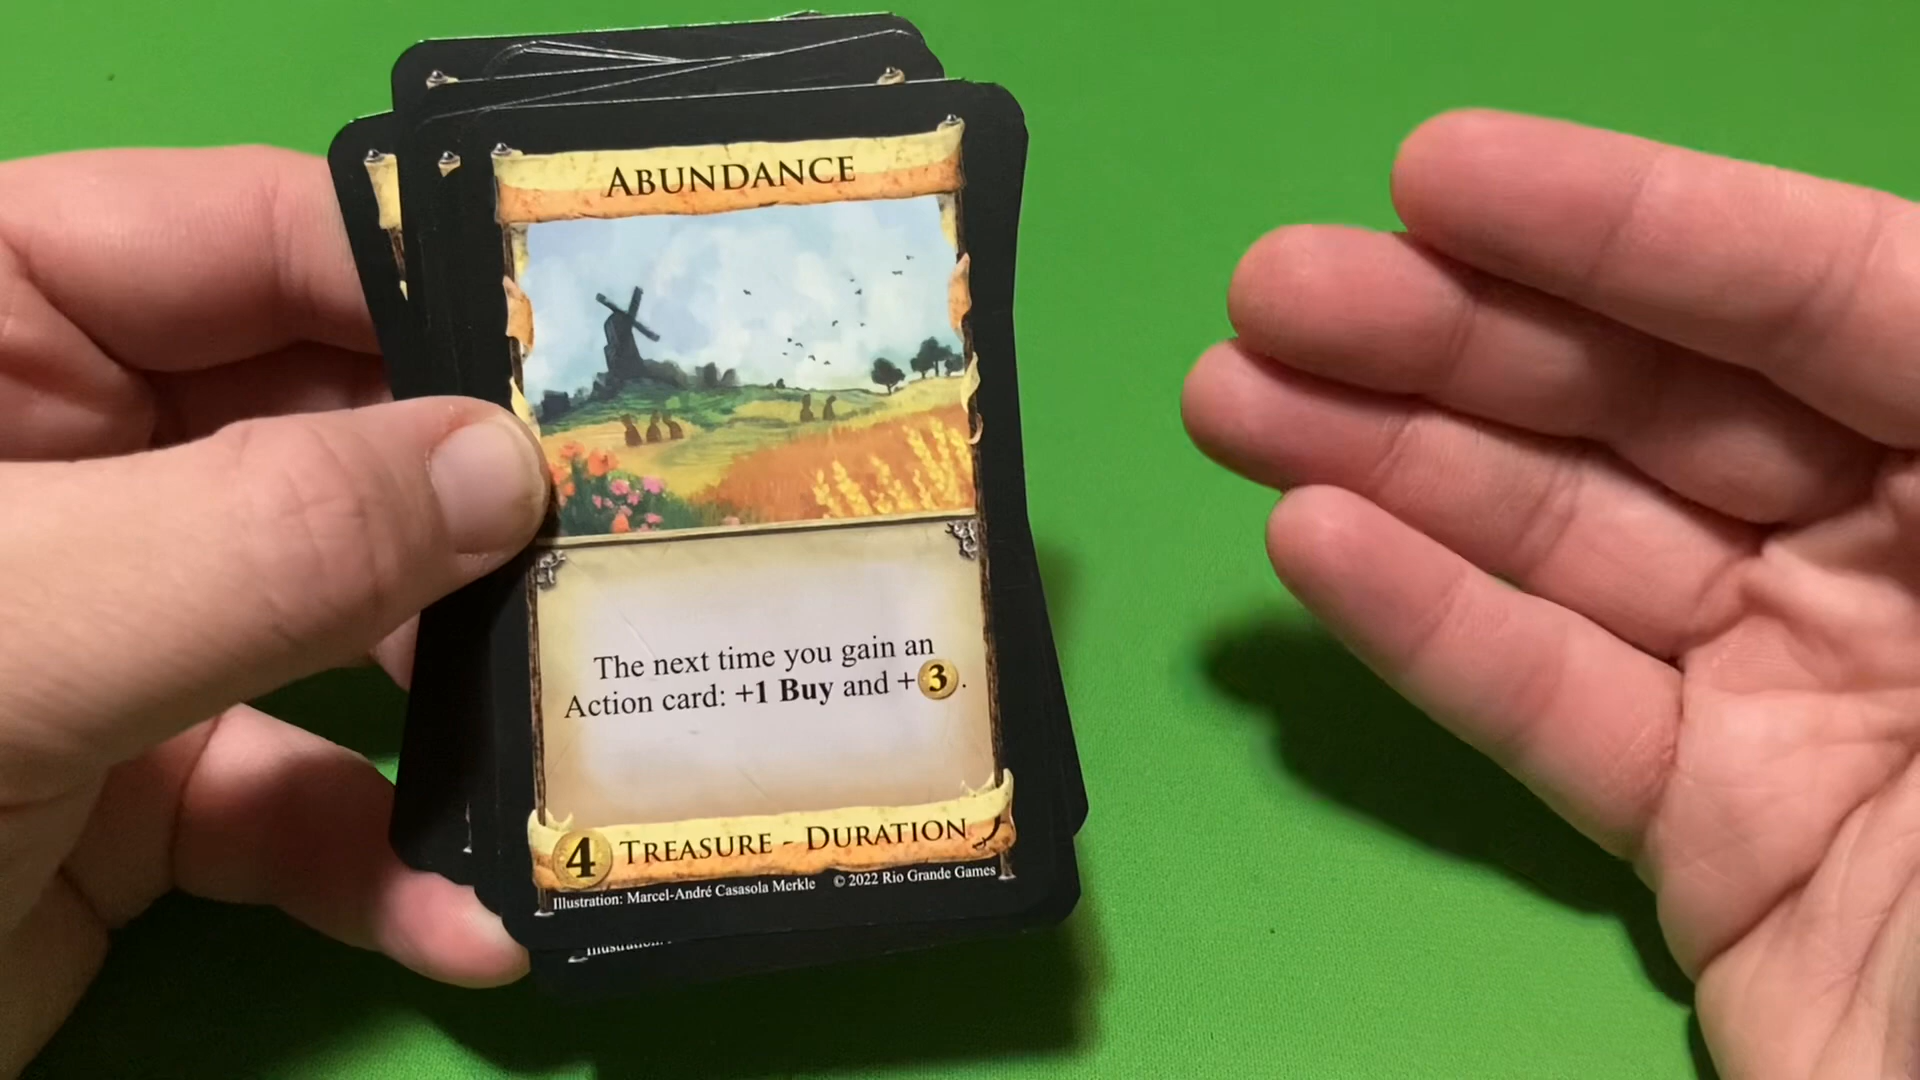 ABUNDANCE
The next time you gain an
Action card: +1 Buy and +3.
4 TREASURE - DURATION
Illustration: Marcel-André Casasola Merkle © 2022 Rio Grande Games
Illustration: